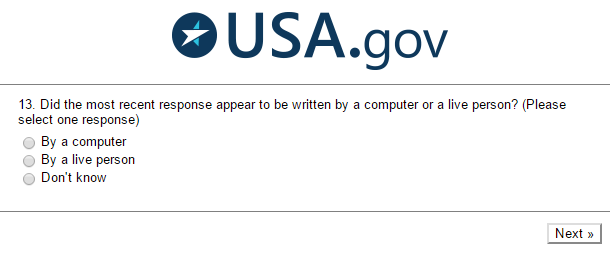 USA.gov
13. Did the most recent response appear to be written by a computer or a live person? (Please
select one response)
By a computer
By a live person
Don't know
Next »